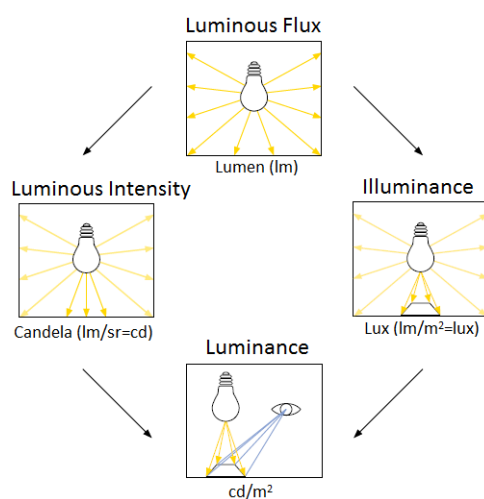 Luminous Flux
Lumen (lm)
Luminous Intensity
Candela (lm/sr=cd)
Illuminance
Lux (lm/m²=lux)
Luminance
cd/m²